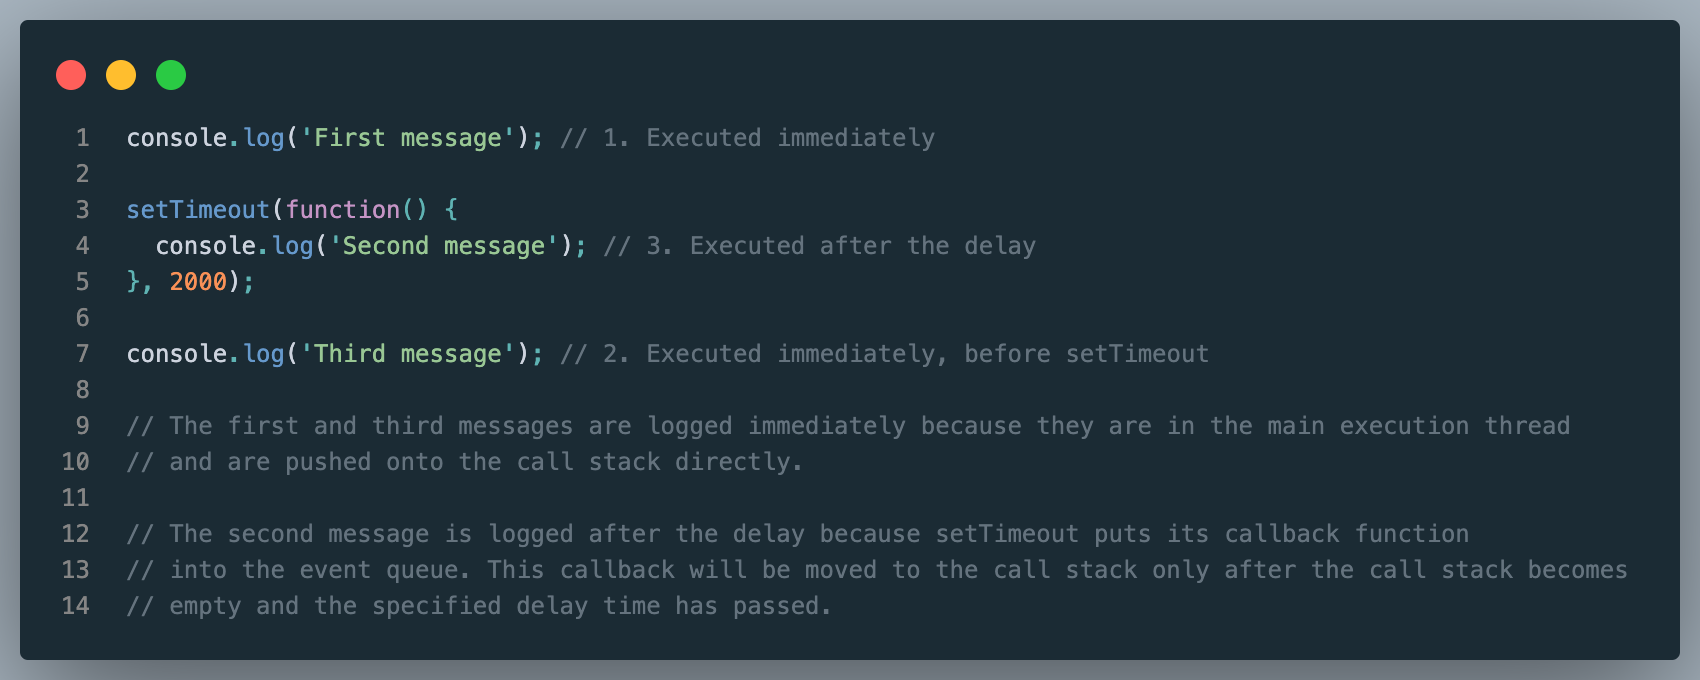 1 console.log('First message'); // 1. Executed immediately
2
3 setTimeout(function() {
4   console.log('Second message'); // 3. Executed after the delay
5 }, 2000);
6
7 console.log('Third message'); // 2. Executed immediately, before setTimeout
8
9 // The first and third messages are logged immediately because they are in the main execution thread
10 // and are pushed onto the call stack directly.
11
12 // The second message is logged after the delay because setTimeout puts its callback function
13 // into the event queue. This callback will be moved to the call stack only after the call stack becomes
14 // empty and the specified delay time has passed.